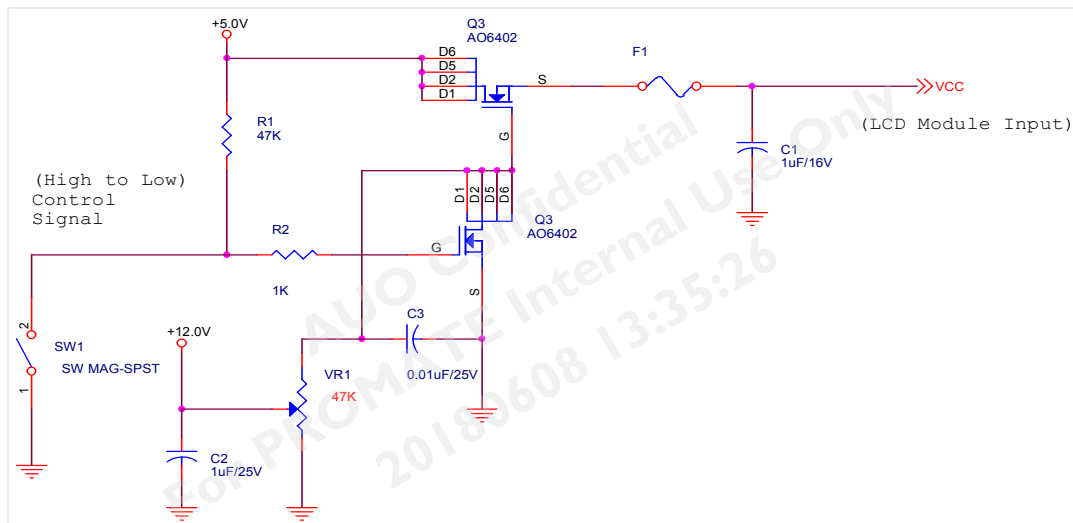 +5.0V
Q3
AO6402
D6
D5
D2
D1
S
G
F1
VCC
(LCD Module Input)
C1
1uF/16V
R1
47K
(High to Low)
Control
Signal
R2
1K
D1
D2
D5
D6
Q3
AO6402
G
S
C3
0.01uF/25V
+12.0V
2
SW1
SW MAG-SPST
1
VR1
47K
C2
1uF/25V
AUO Confidential
For PROMATE Internal Use Only
20180608 13:35:26